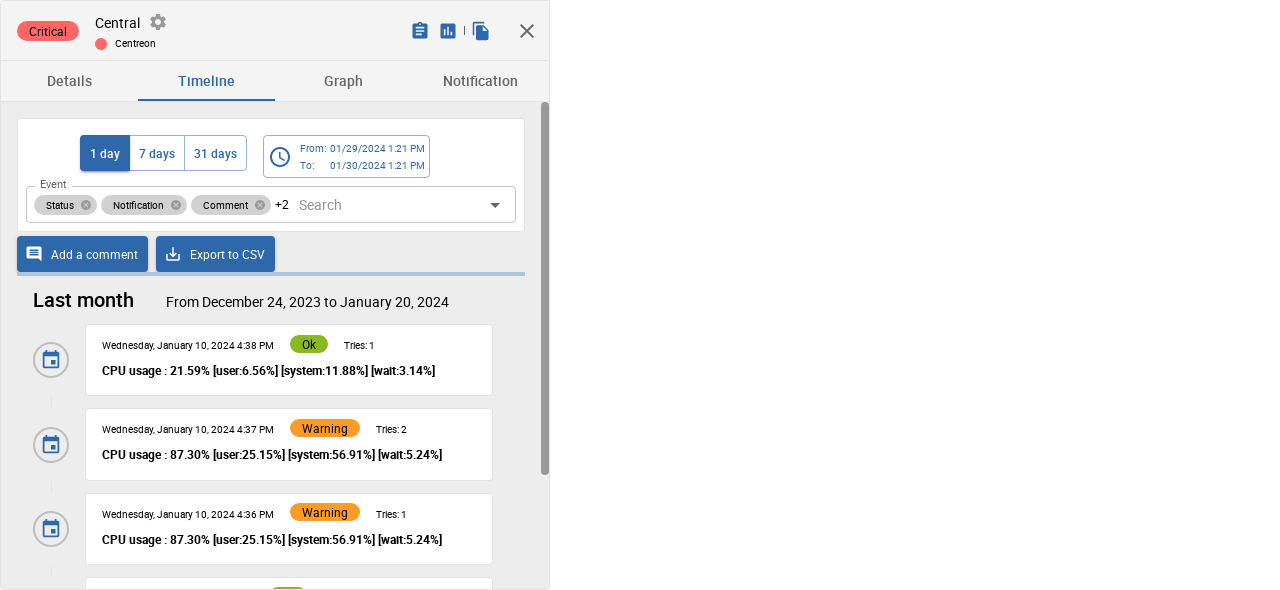 Critical
Central
Centreon
Details Timeline Graph Notification
1 day 7 days 31 days
From: 01/29/2024 1:21 PM
To: 01/30/2024 1:21 PM
Event
Status Notification Comment +2 Search
Add a comment Export to CSV
Last month From December 24, 2023 to January 20, 2024
Wednesday, January 10, 2024 4:38 PM Ok Tries: 1
CPU usage : 21.59% [user:6.56%] [system:11.88%] [wait:3.14%]
Wednesday, January 10, 2024 4:37 PM Warning Tries: 2
CPU usage : 87.30% [user:25.15%] [system:56.91%] [wait:5.24%]
Wednesday, January 10, 2024 4:36 PM Warning Tries: 1
CPU usage : 87.30% [user:25.15%] [system:56.91%] [wait:5.24%]